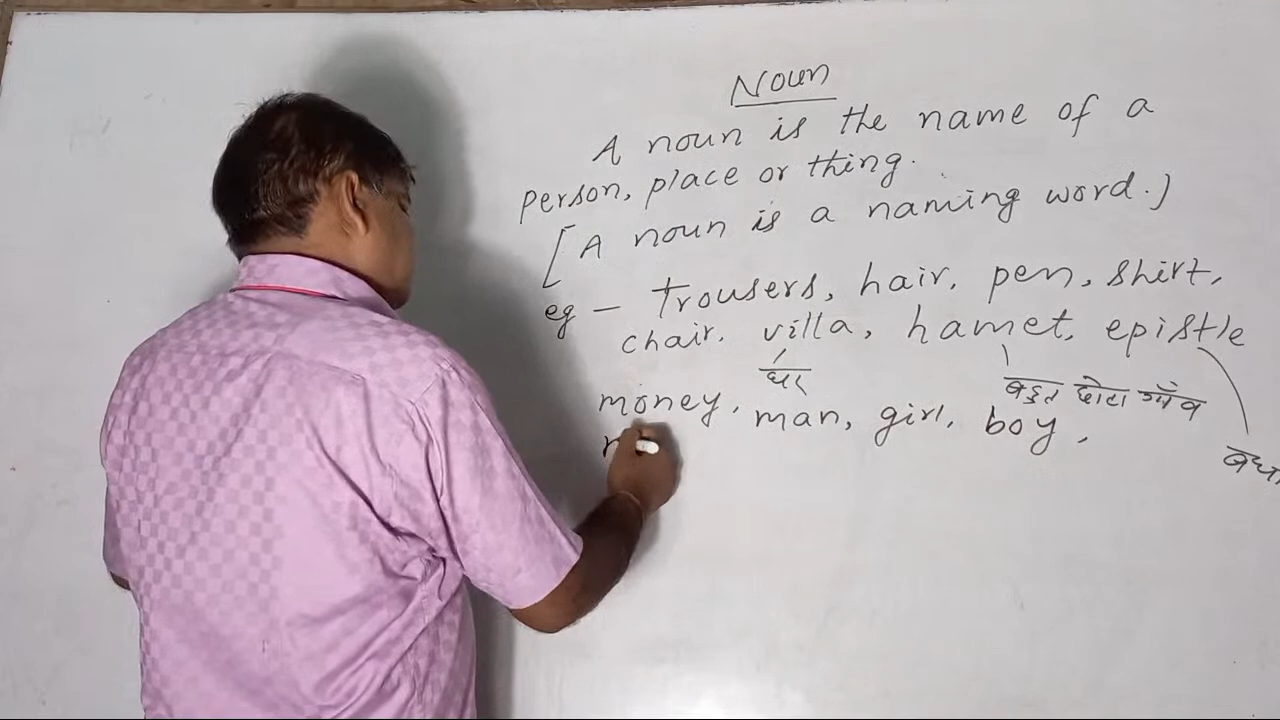 Noun
A noun is the name of a
person, place or thing.
[A noun is a naming word.)
eg - Trousers, hair, pen, shirt,
chair. villa, hamet, epistle
घर
बहुत छोटा गाँव
money, man, girl, boy,